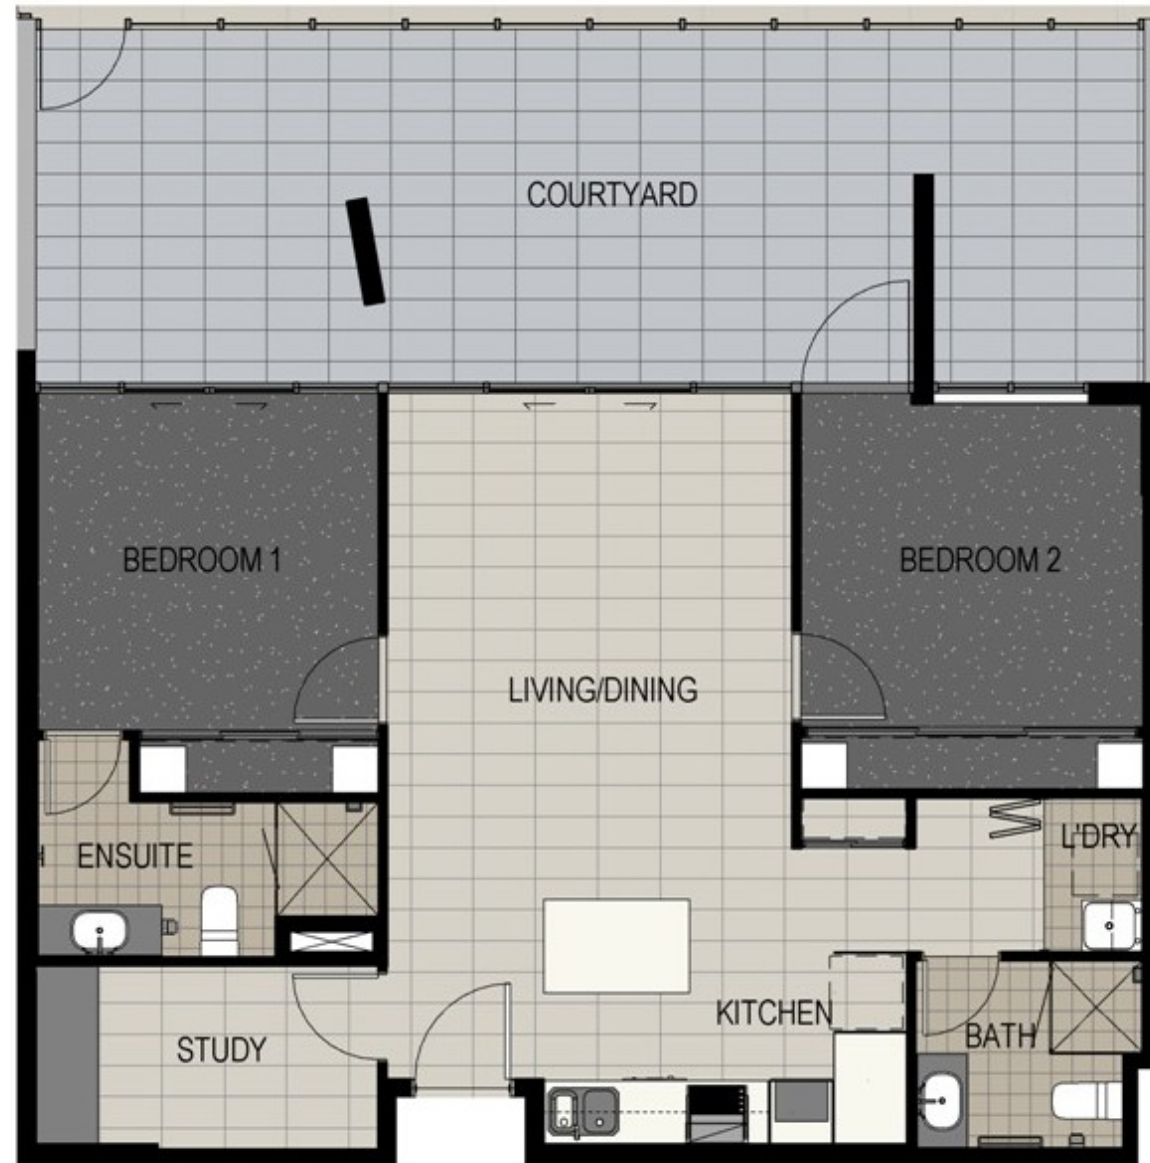 COURTYARD
BEDROOM 1
BEDROOM 2
LIVING/DINING
ENSUITE
L'DRY
KITCHEN
STUDY
BATH